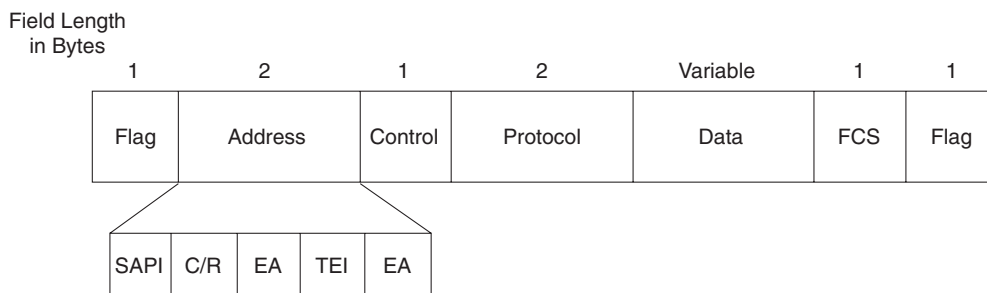 Field Length
in Bytes
1 2 1 2 Variable 1 1
Flag Address Control Protocol Data FCS Flag
SAPI C/R EA TEI EA